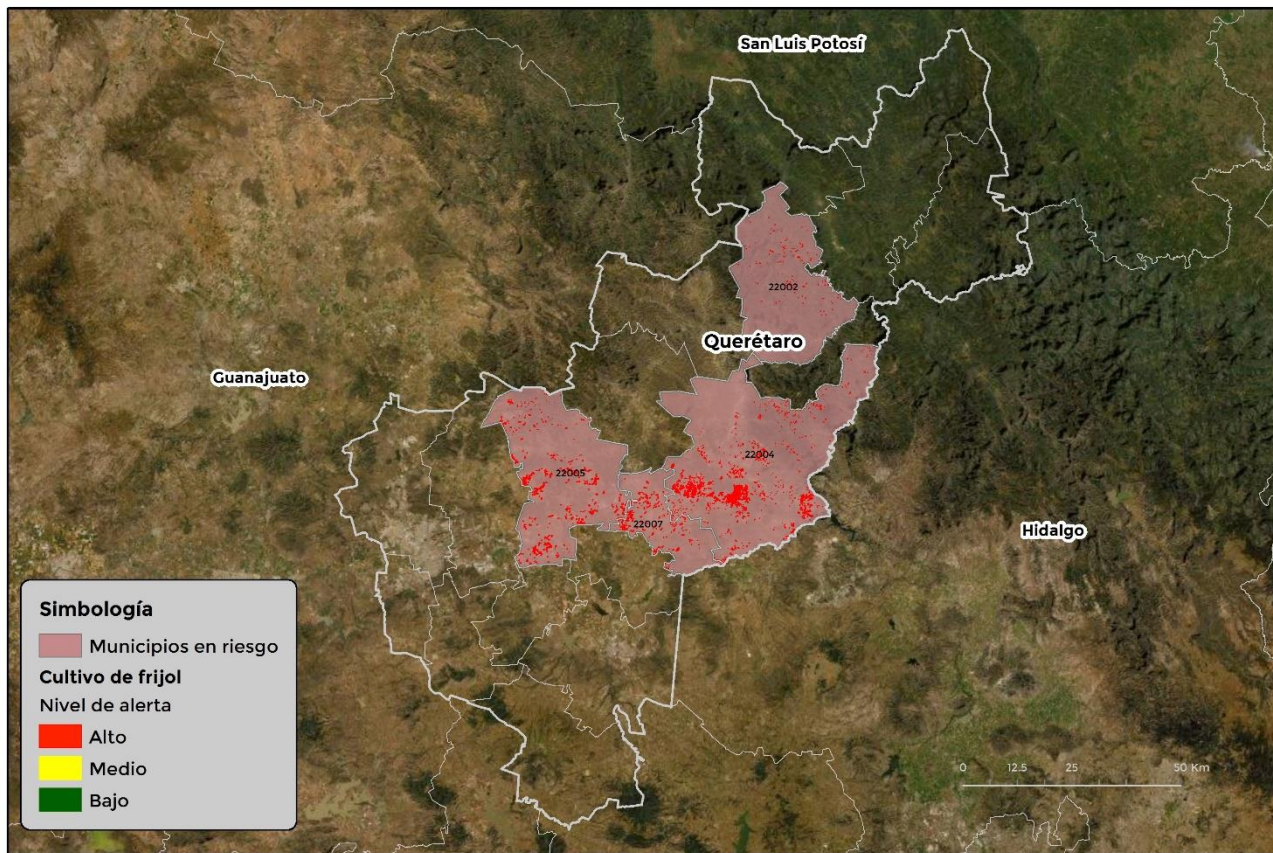 San Luis Potosí
22002
Querétaro
Guanajuato
22004
22005
22007
Hidalgo
Simbología
Municipios en riesgo
Cultivo de frijol
Nivel de alerta
Alto
Medio
Bajo
0 12.5 25 50 Km